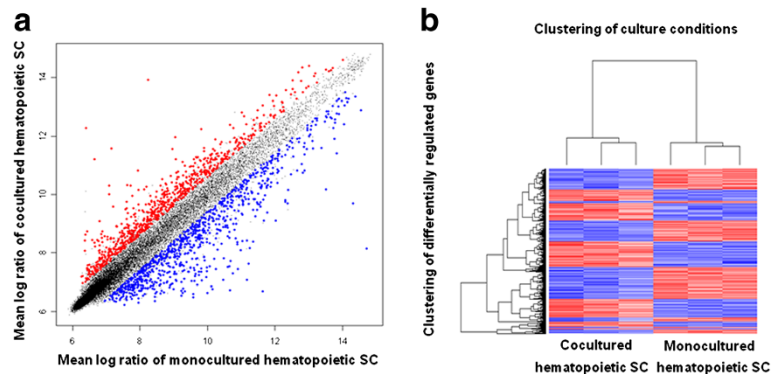 a
Mean log ratio of cocultured hematopoietic SC
14
12
10
8
6
6 8 10 12 14
Mean log ratio of monocultured hematopoietic SC
b
Clustering of culture conditions
Clustering of differentially regulated genes
Cocultured Monocultured
hematopoietic SC hematopoietic SC